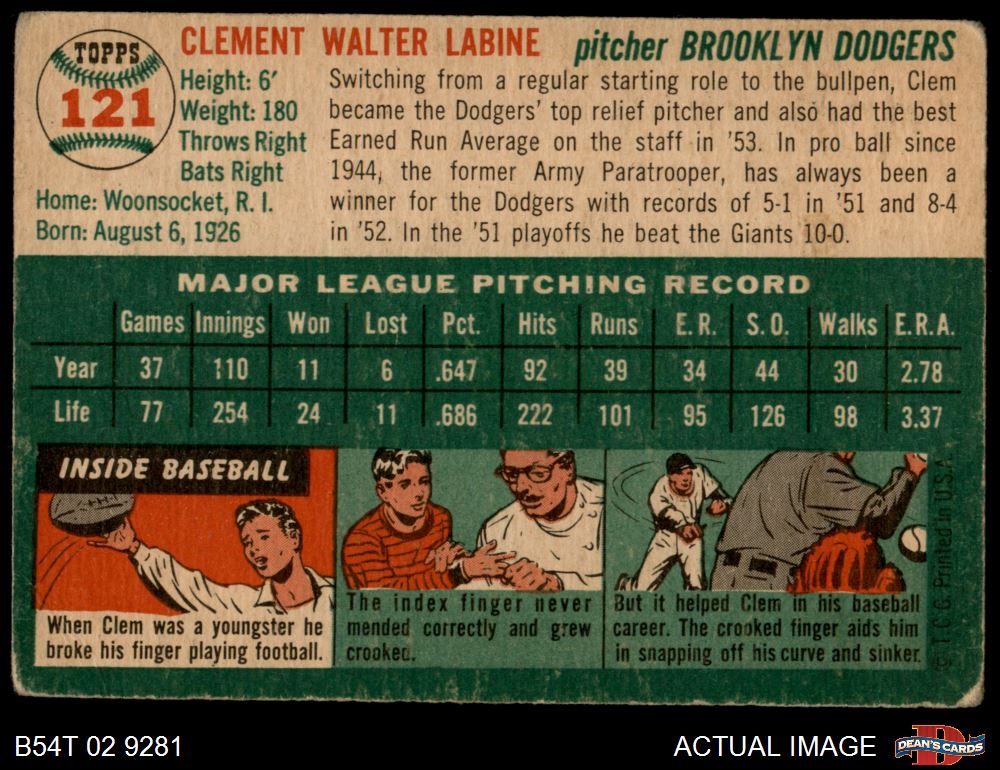 TOPPS
121
CLEMENT WALTER LABINE pitcher BROOKLYN DODGERS
Height: 6'
Weight: 180
Throws Right
Bats Right
Home: Woonsocket, R. I.
Born: August 6, 1926
Switching from a regular starting role to the bullpen, Clem
became the Dodgers' top relief pitcher and also had the best
Earned Run Average on the staff in '53. In pro ball since
1944, the former Army Paratrooper, has always been a
winner for the Dodgers with records of 5-1 in '51 and 8-4
in '52. In the '51 playoffs he beat the Giants 10-0.
MAJOR LEAGUE PITCHING RECORD
Games Innings Won Lost Pct. Hits Runs E. R. S. O. Walks E.R.A.
Year 37 110 11 6 .647 92 39 34 44 30 2.78
Life 77 254 24 11 .686 222 101 95 126 98 3.37
INSIDE BASEBALL
When Clem was a youngster he
broke his finger playing football.
The index finger never
mended correctly and grew
crooked.
But it helped Clem in his baseball
career. The crooked finger aids him
in snapping off his curve and sinker.
© T. C. G. Printed in U.S.A.
B54T 02 9281
ACTUAL IMAGE
D
DEAN'S CARDS